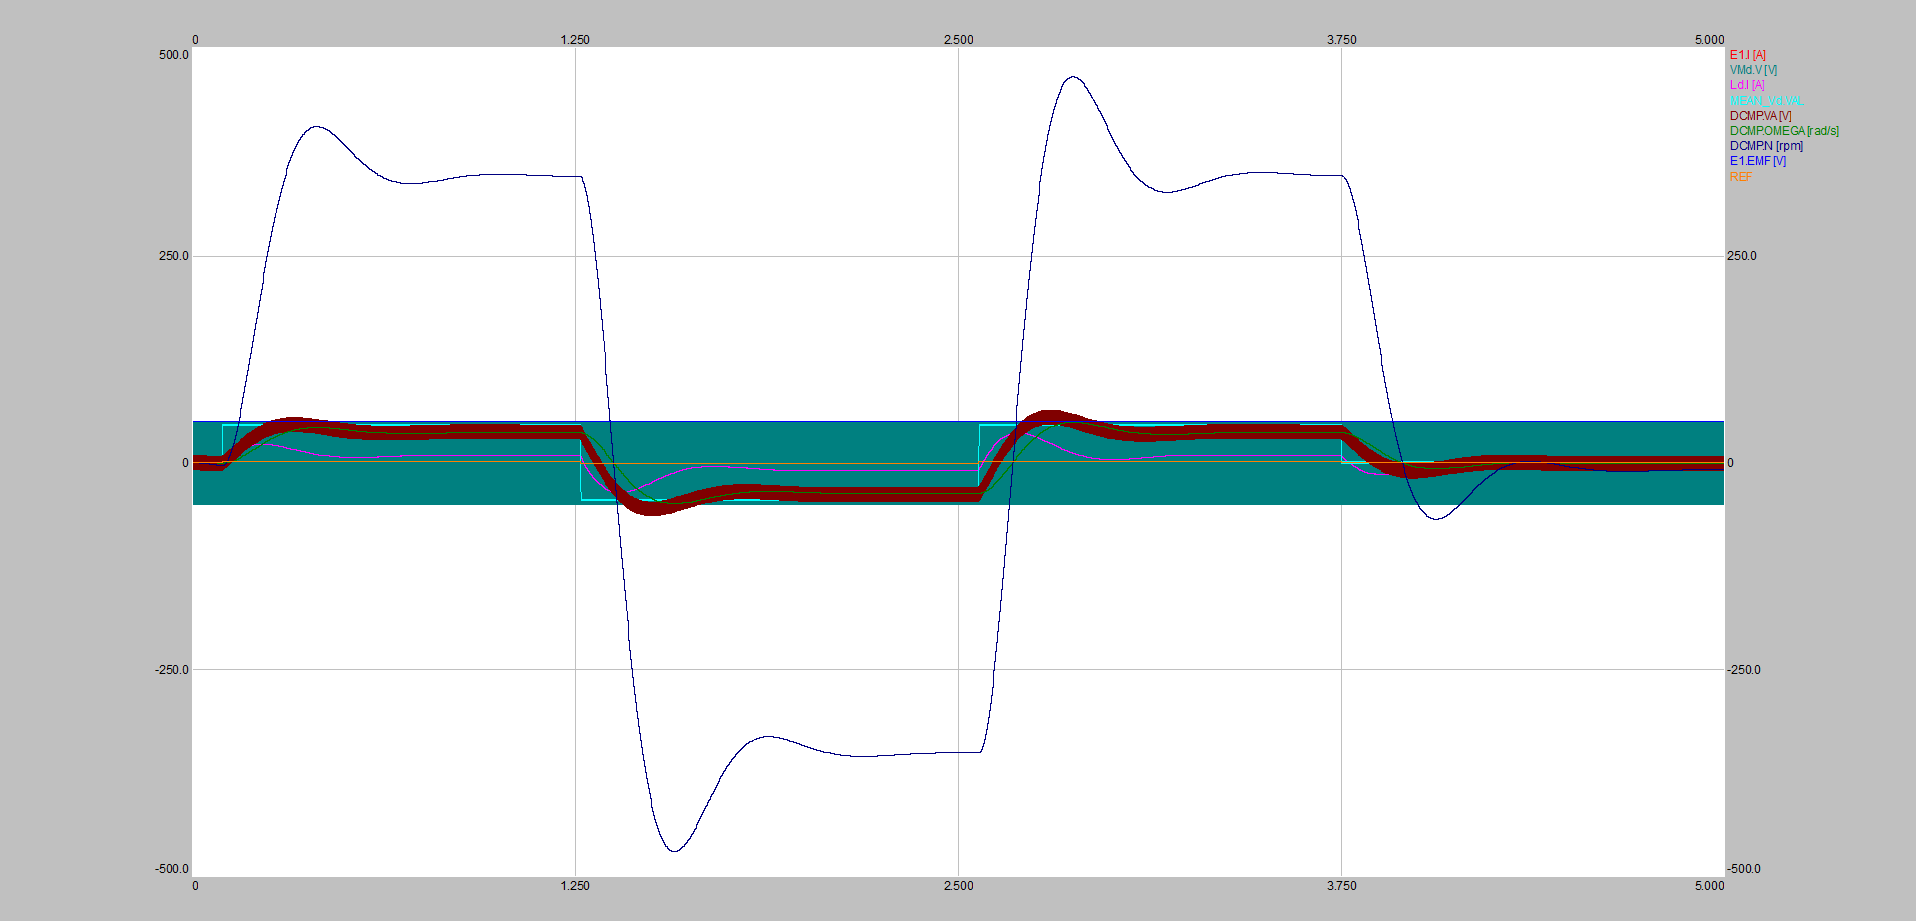 0 1.250 2.500 3.750 5.000
500.0
E1.I [A]
VMd.V [V]
Ld.I [A]
MEAN_Vd.VAL
DCMP.VA [V]
DCMP.OMEGA [rad/s]
DCMP.N [rpm]
E1.EMF [V]
REF
250.0 250.0
0 0
-250.0 -250.0
-500.0 -500.0
0 1.250 2.500 3.750 5.000